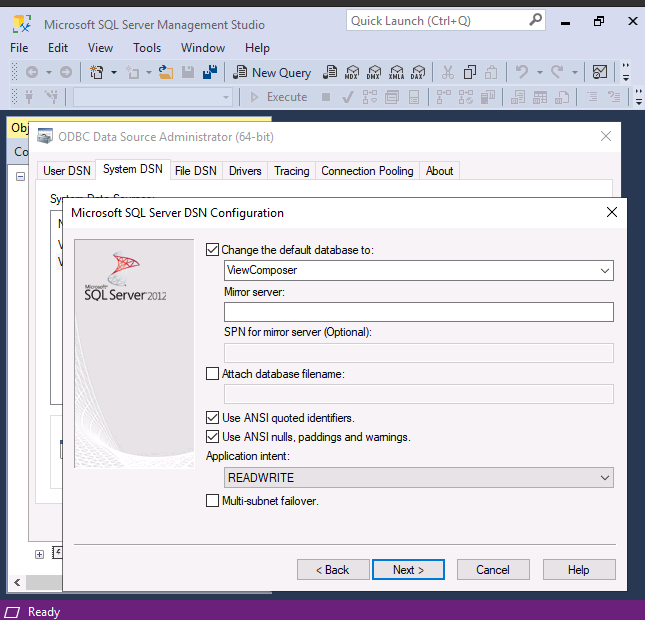 Microsoft SQL Server Management Studio
Quick Launch (Ctrl+Q)
File Edit View Tools Window Help
New Query
MDX DMX XMLA DAX
Execute
Obj
ODBC Data Source Administrator (64-bit)
Co
User DSN System DSN File DSN Drivers Tracing Connection Pooling About
Microsoft SQL Server DSN Configuration
Change the default database to:
Microsoft
SQL Server 2012
ViewComposer
Mirror server:
SPN for mirror server (Optional):
Attach database filename:
Use ANSI quoted identifiers.
Use ANSI nulls, paddings and warnings.
Application intent:
READWRITE
Multi-subnet failover.
< Back Next > Cancel Help
Ready